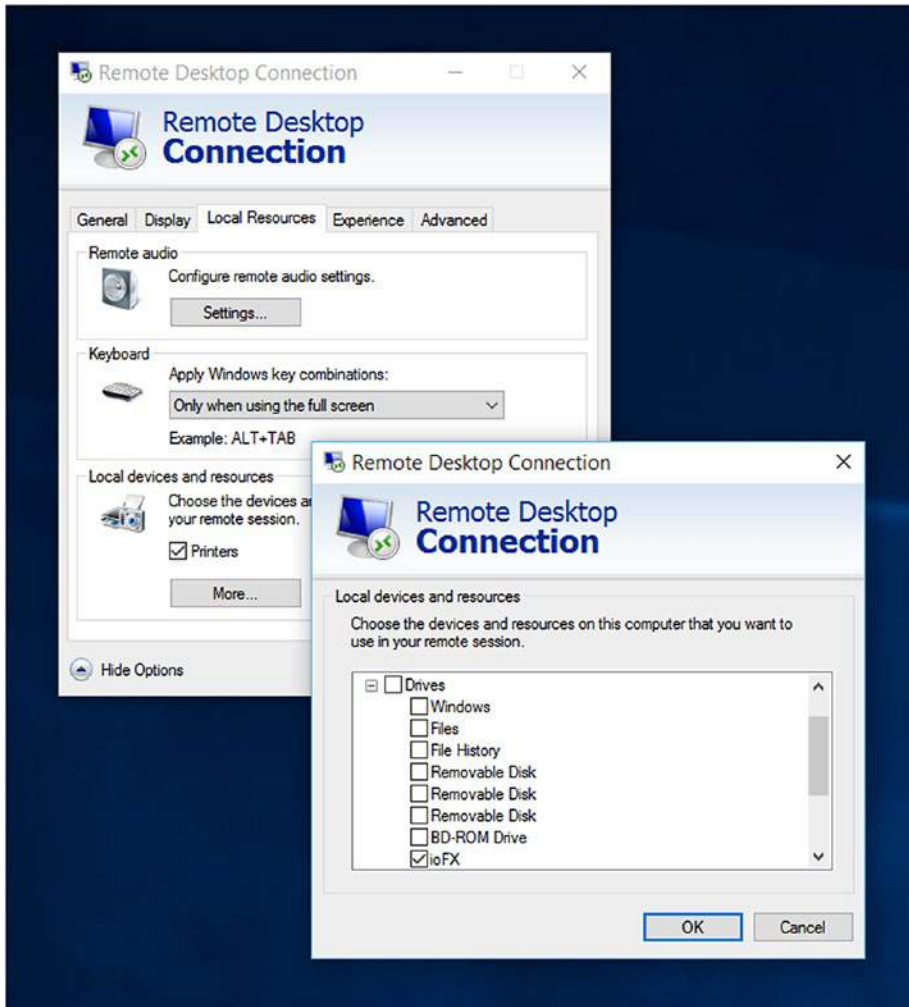 Remote Desktop Connection
Remote Desktop
Connection
General Display Local Resources Experience Advanced
Remote audio
Configure remote audio settings.
Settings...
Keyboard
Apply Windows key combinations:
Only when using the full screen
Example: ALT+TAB
Local devices and resources
Choose the devices
your remote session.
Printers
More...
Hide Options
Remote Desktop Connection
Remote Desktop
Connection
Local devices and resources
Choose the devices and resources on this computer that you want to
use in your remote session.
Drives
Windows
Files
File History
Removable Disk
Removable Disk
Removable Disk
BD-ROM Drive
ioFX
OK Cancel